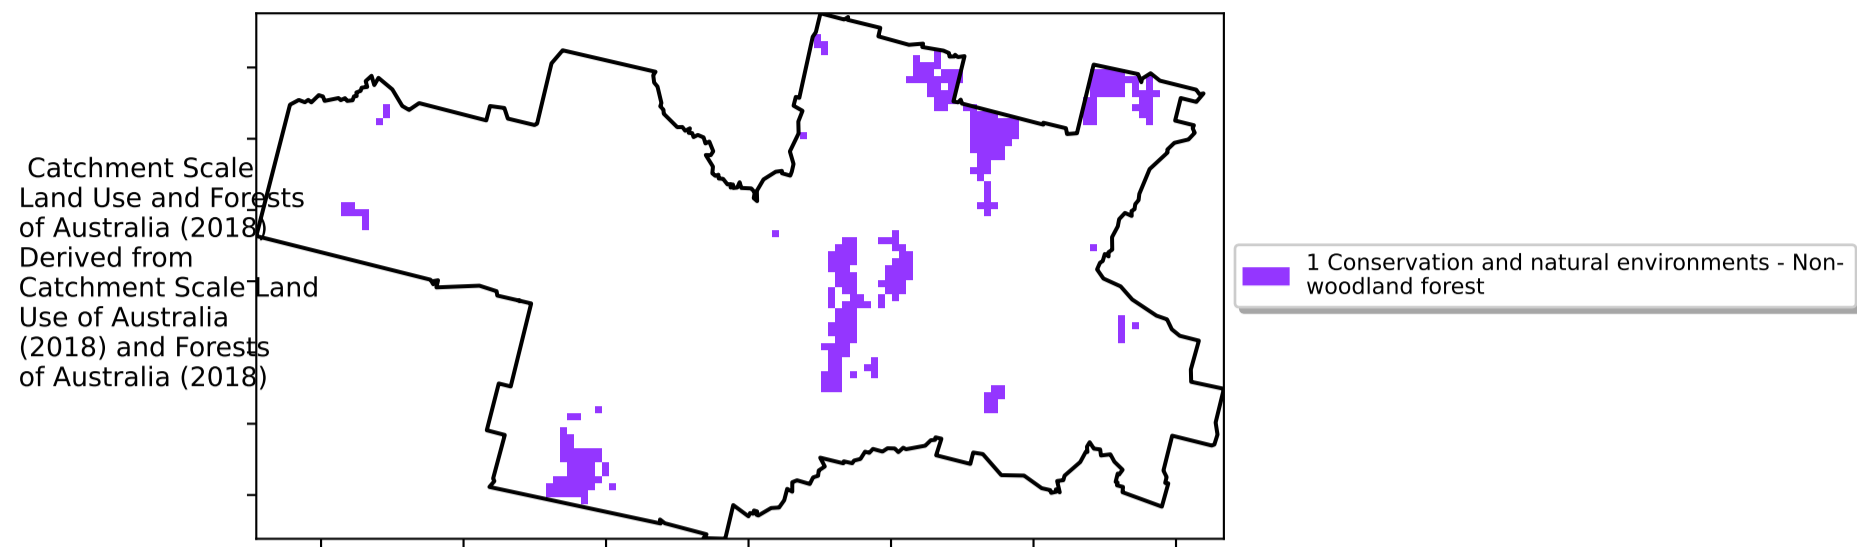 Catchment Scale
Land Use and Forests
of Australia (2018)
Derived from
Catchment Scale Land
Use of Australia
(2018) and Forests
of Australia (2018)
1 Conservation and natural environments - Non-
woodland forest